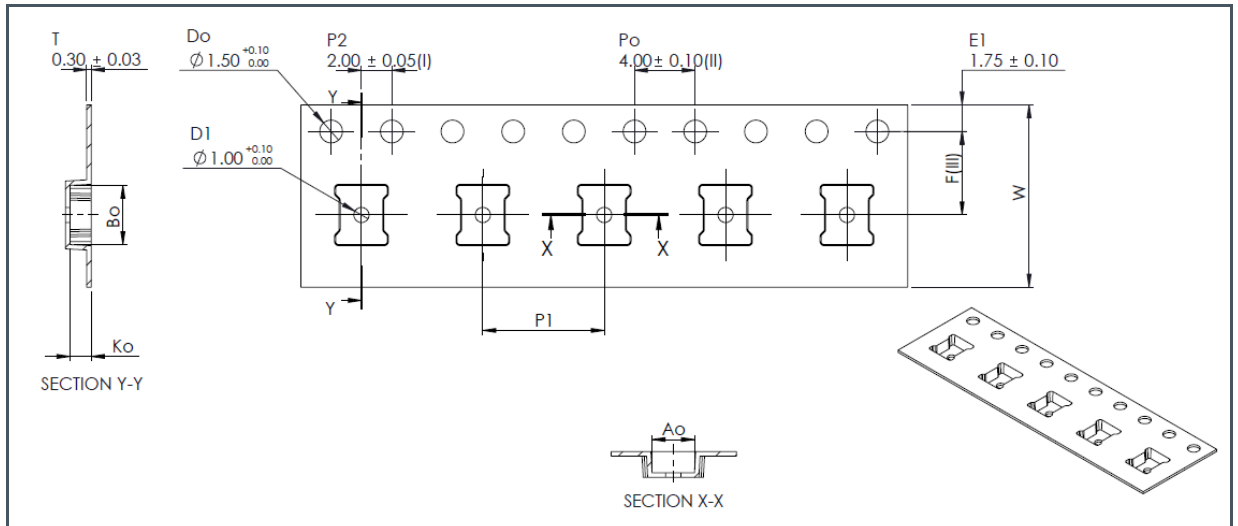 T
0.30 ± 0.03
Do
∅ 1.50 +0.10 0.00
P2
2.00 ± 0.05(I)
Po
4.00± 0.10(II)
E1
1.75 ± 0.10
Y
D1
∅ 1.00 +0.10 0.00
F(III)
W
Bo
X
X
Y
P1
Ko
SECTION Y-Y
Ao
SECTION X-X